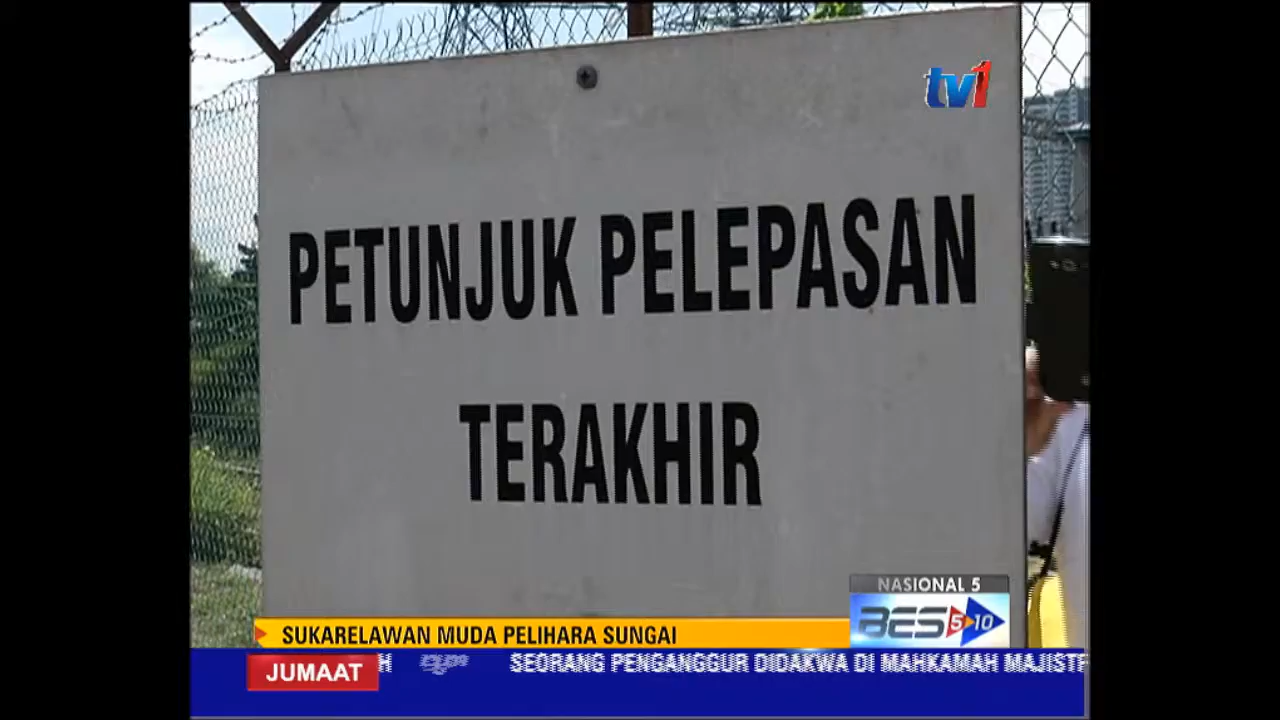 tv1
PETUNJUK PELEPASAN
TERAKHIR
NASIONAL 5
BES 5 10
SUKARELAWAN MUDA PELIHARA SUNGAI
JUMAAT
SEORANG PENGANGGUR DIDAKWA DI MAHKAMAH